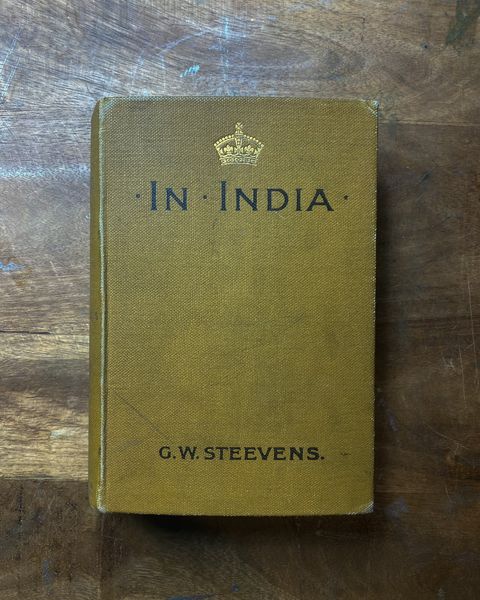 · IN · INDIA ·
G. W. STEEVENS.